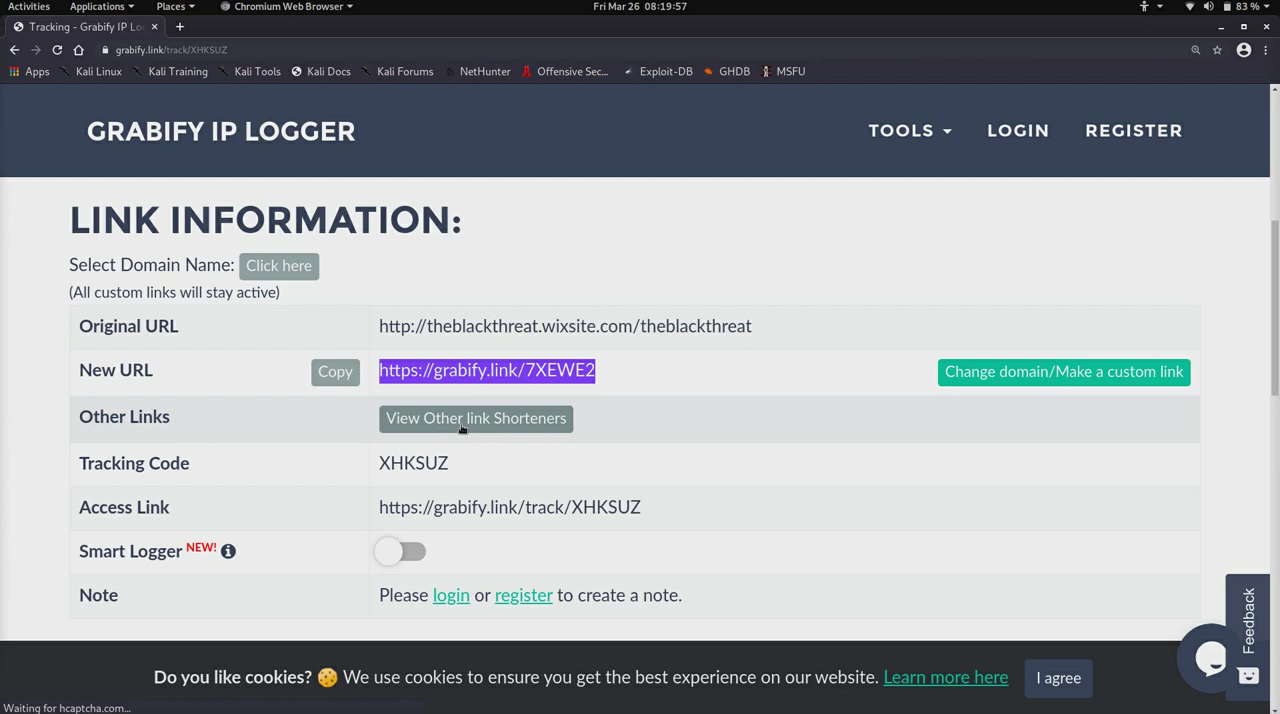 Activities Applications Places Chromium Web Browser Fri Mar 26 08:19:57 83 %
Tracking - Grabify IP Lo
grabify.link/track/XHKSUZ
Apps Kali Linux Kali Training Kali Tools Kali Docs Kali Forums NetHunter Offensive Sec... Exploit-DB GHDB MSFU
GRABIFY IP LOGGER TOOLS LOGIN REGISTER
LINK INFORMATION:
Select Domain Name: Click here
(All custom links will stay active)
Original URL http://theblackthreat.wixsite.com/theblackthreat
New URL Copy https://grabify.link/7XEWE2 Change domain/Make a custom link
Other Links View Other link Shorteners
Tracking Code XHKSUZ
Access Link https://grabify.link/track/XHKSUZ
Smart Logger NEW!
Note Please login or register to create a note.
Feedback
Do you like cookies? 🍪 We use cookies to ensure you get the best experience on our website. Learn more here I agree
Waiting for hcaptcha.com...